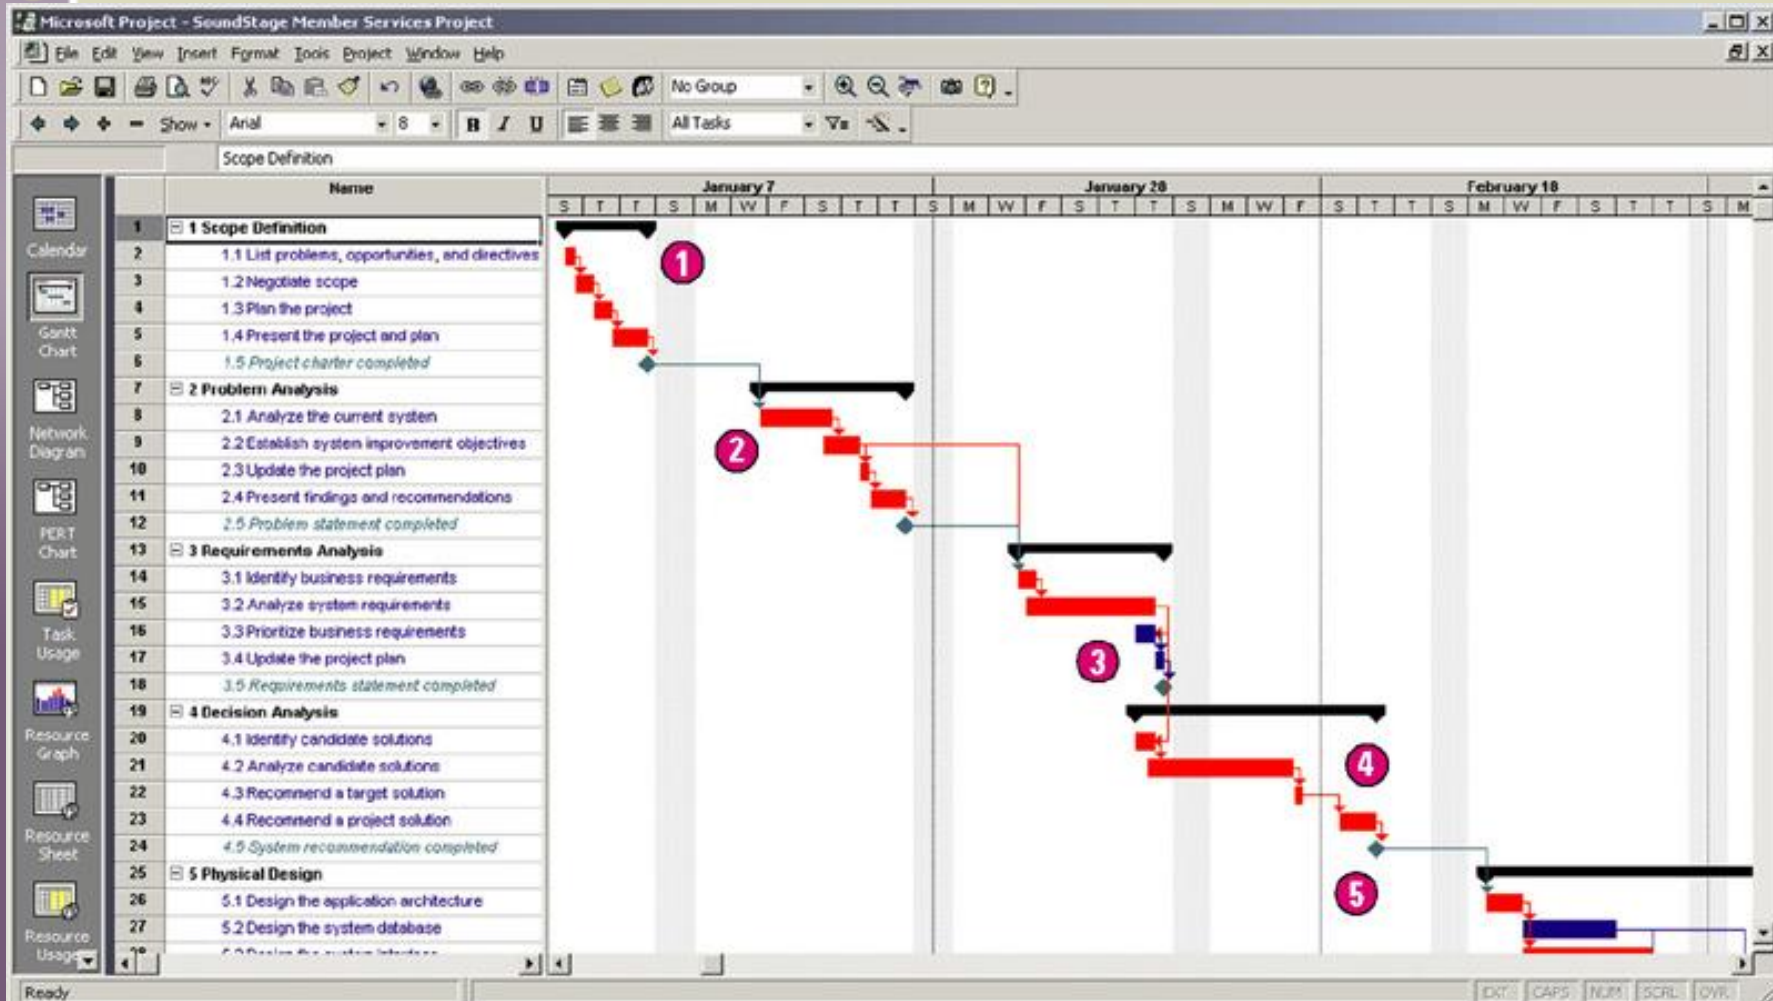 Microsoft Project - SoundStage Member Services Project
File Edit View Insert Format Tools Project Window Help
No Group
Show Arial 8 B I U All Tasks
Scope Definition
Name January 7 January 28 February 18
S T T S M W F S T T S M W F S T T S M W F S T T S M W F S T T S M
1 1 Scope Definition
2 1.1 List problems, opportunities, and directives
3 1.2 Negotiate scope
4 1.3 Plan the project
5 1.4 Present the project and plan
6 1.5 Project charter completed
7 2 Problem Analysis
8 2.1 Analyze the current system
9 2.2 Establish system improvement objectives
10 2.3 Update the project plan
11 2.4 Present findings and recommendations
12 2.5 Problem statement completed
13 3 Requirements Analysis
14 3.1 Identify business requirements
15 3.2 Analyze system requirements
16 3.3 Prioritize business requirements
17 3.4 Update the project plan
18 3.5 Requirements statement completed
19 4 Decision Analysis
20 4.1 Identify candidate solutions
21 4.2 Analyze candidate solutions
22 4.3 Recommend a target solution
23 4.4 Recommend a project solution
24 4.5 System recommendation completed
25 5 Physical Design
26 5.1 Design the application architecture
27 5.2 Design the system database
Calendar
Gantt
Chart
Network
Diagram
PERT
Chart
Task
Usage
Resource
Graph
Resource
Sheet
Resource
Usage
1
2
3
4
5
Ready
EXT CAPS NUM SCRL OVR